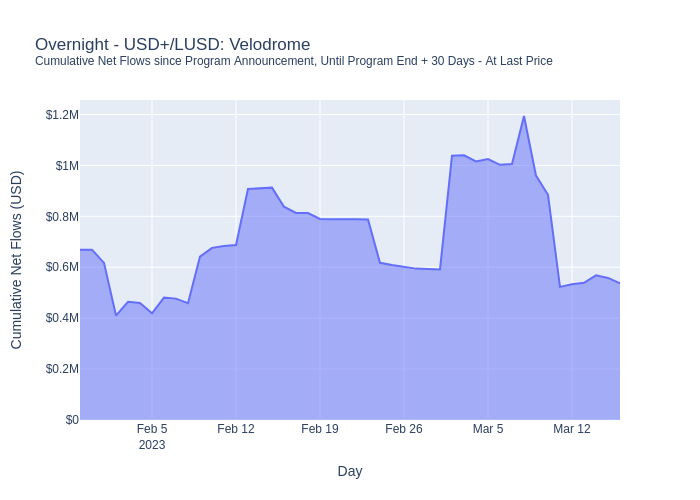 Overnight - USD+/LUSD: Velodrome
Cumulative Net Flows since Program Announcement, Until Program End + 30 Days - At Last Price
$1.2M
$1M
$0.8M
$0.6M
$0.4M
$0.2M
$0
Cumulative Net Flows (USD)
Feb 5
2023
Feb 12
Feb 19
Feb 26
Mar 5
Mar 12
Day